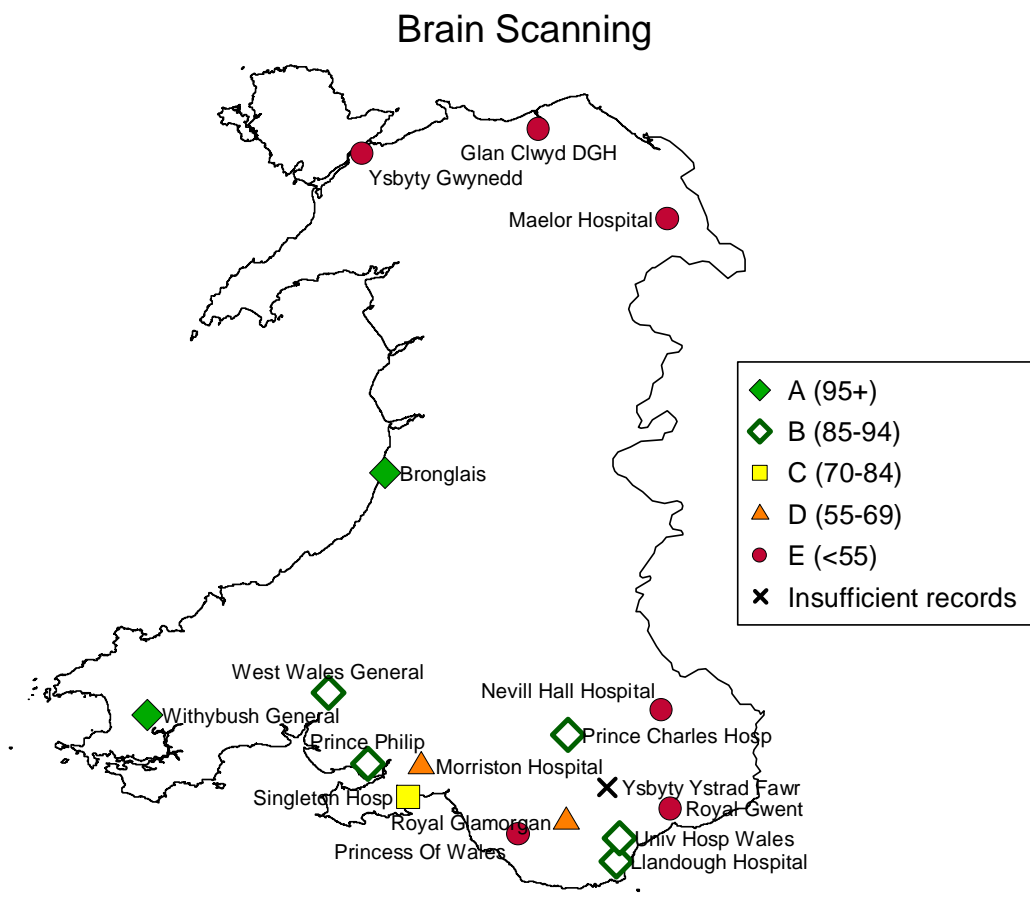 Brain Scanning
Glan Clwyd DGH
Ysbyty Gwynedd
Maelor Hospital
A (95+)
B (85-94)
C (70-84)
D (55-69)
E (<55)
Insufficient records
Bronglais
West Wales General
Nevill Hall Hospital
Withybush General
Prince Charles Hosp
Prince Philip
Morriston Hospital
Ysbyty Ystrad Fawr
Singleton Hosp
Royal Gwent
Royal Glamorgan
Univ Hosp Wales
Princess Of Wales
Llandough Hospital